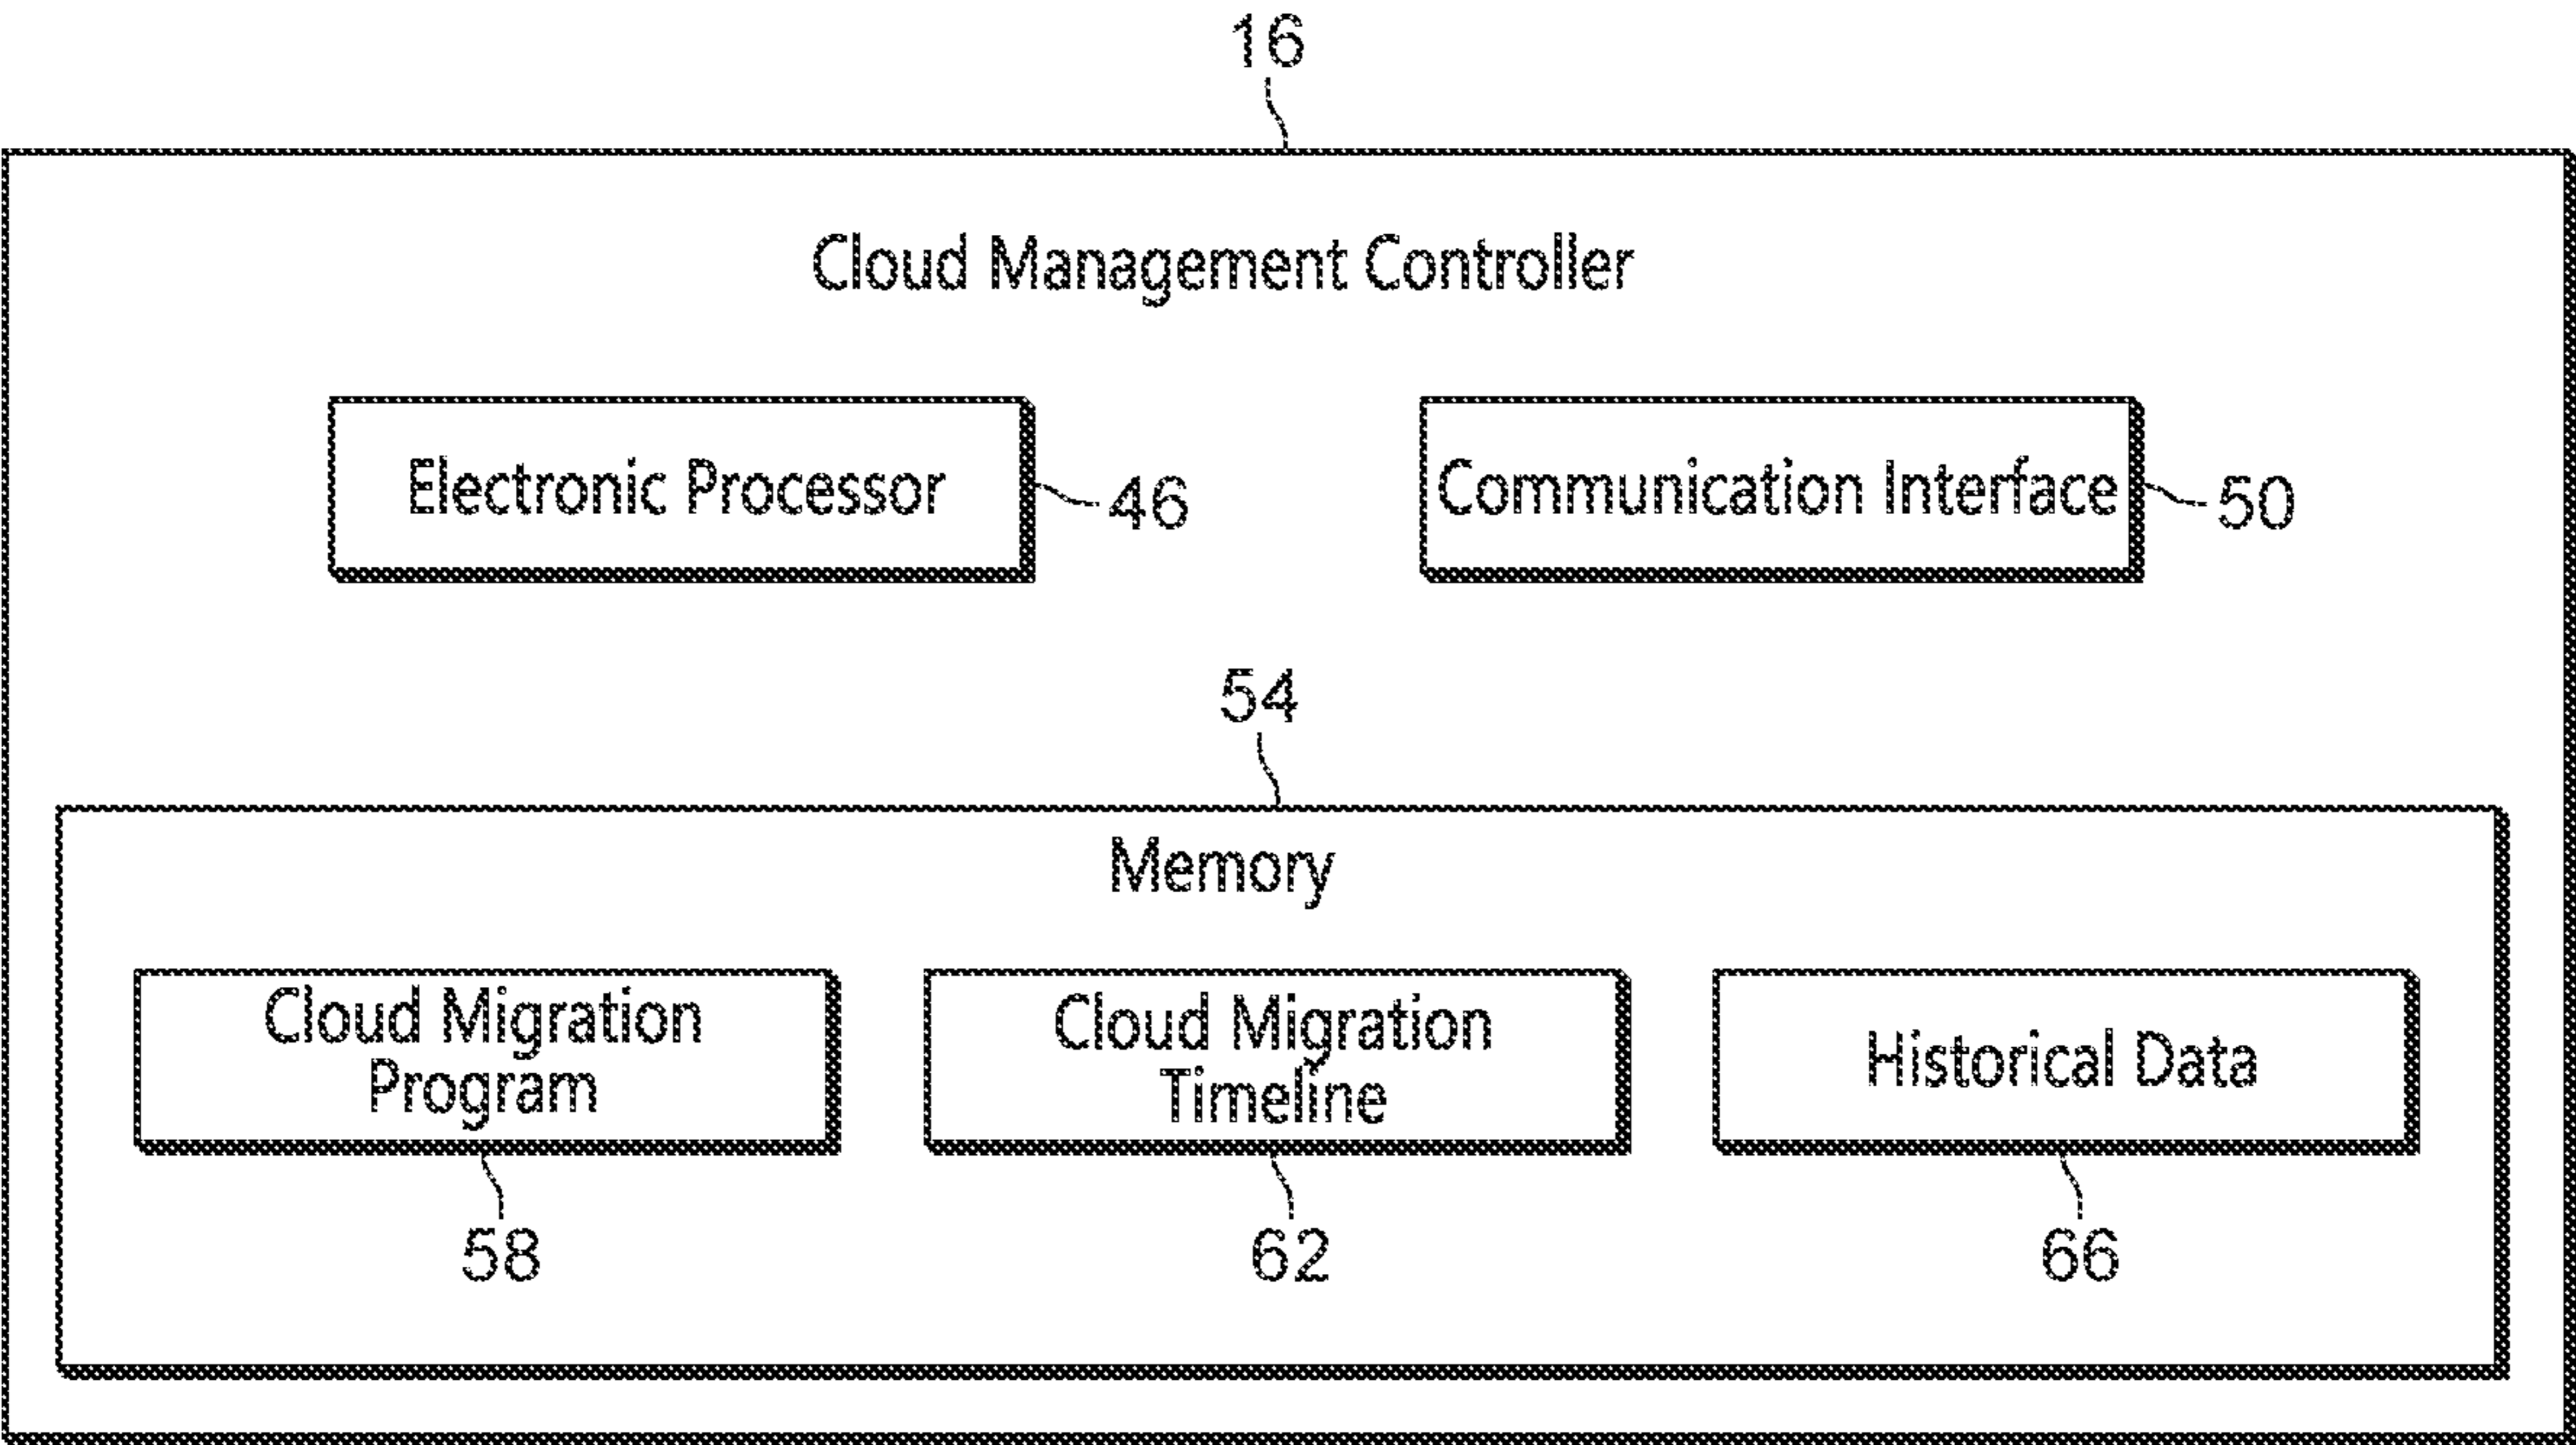 16
Cloud Management Controller
Electronic Processor
46
Communication Interface
50
54
Memory
Cloud Migration
Program
Cloud Migration
Timeline
Historical Data
58
62
66